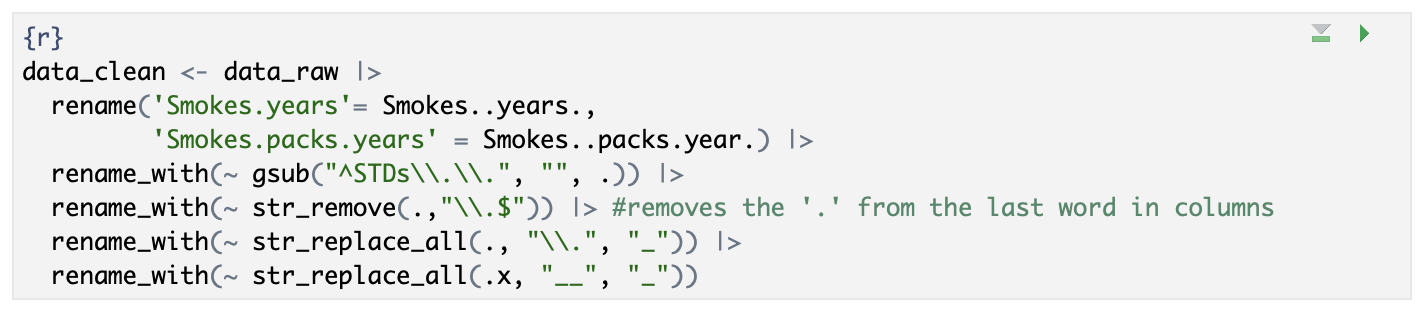 {r}
data_clean <- data_raw |>
  rename('Smokes.years'= Smokes..years.,
         'Smokes.packs.years' = Smokes..packs.year.) |>
  rename_with(~ gsub("^STDs\\.\\.", "", .)) |>
  rename_with(~ str_remove(.,"\\.$")) |> #removes the '.' from the last word in columns
  rename_with(~ str_replace_all(., "\\.", "_")) |>
  rename_with(~ str_replace_all(.x, "__", "_"))